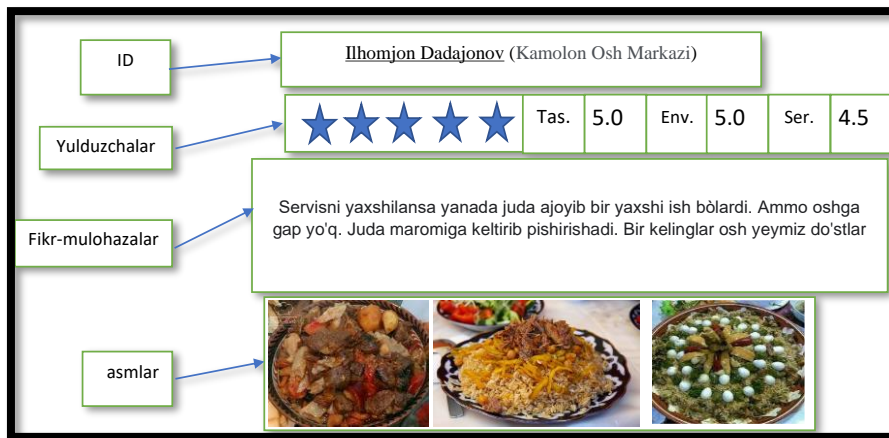 ID
Ilhomjon Dadajonov (Kamolon Osh Markazi)
Yulduzchalar
Tas. 5.0 Env. 5.0 Ser. 4.5
Fikr-mulohazalar
Servisni yaxshilansa yanada juda ajoyib bir yaxshi ish bòlardi. Ammo oshga
gap yo'q. Juda maromiga keltirib pishirishadi. Bir kelinglar osh yeymiz do'stlar
asmlar